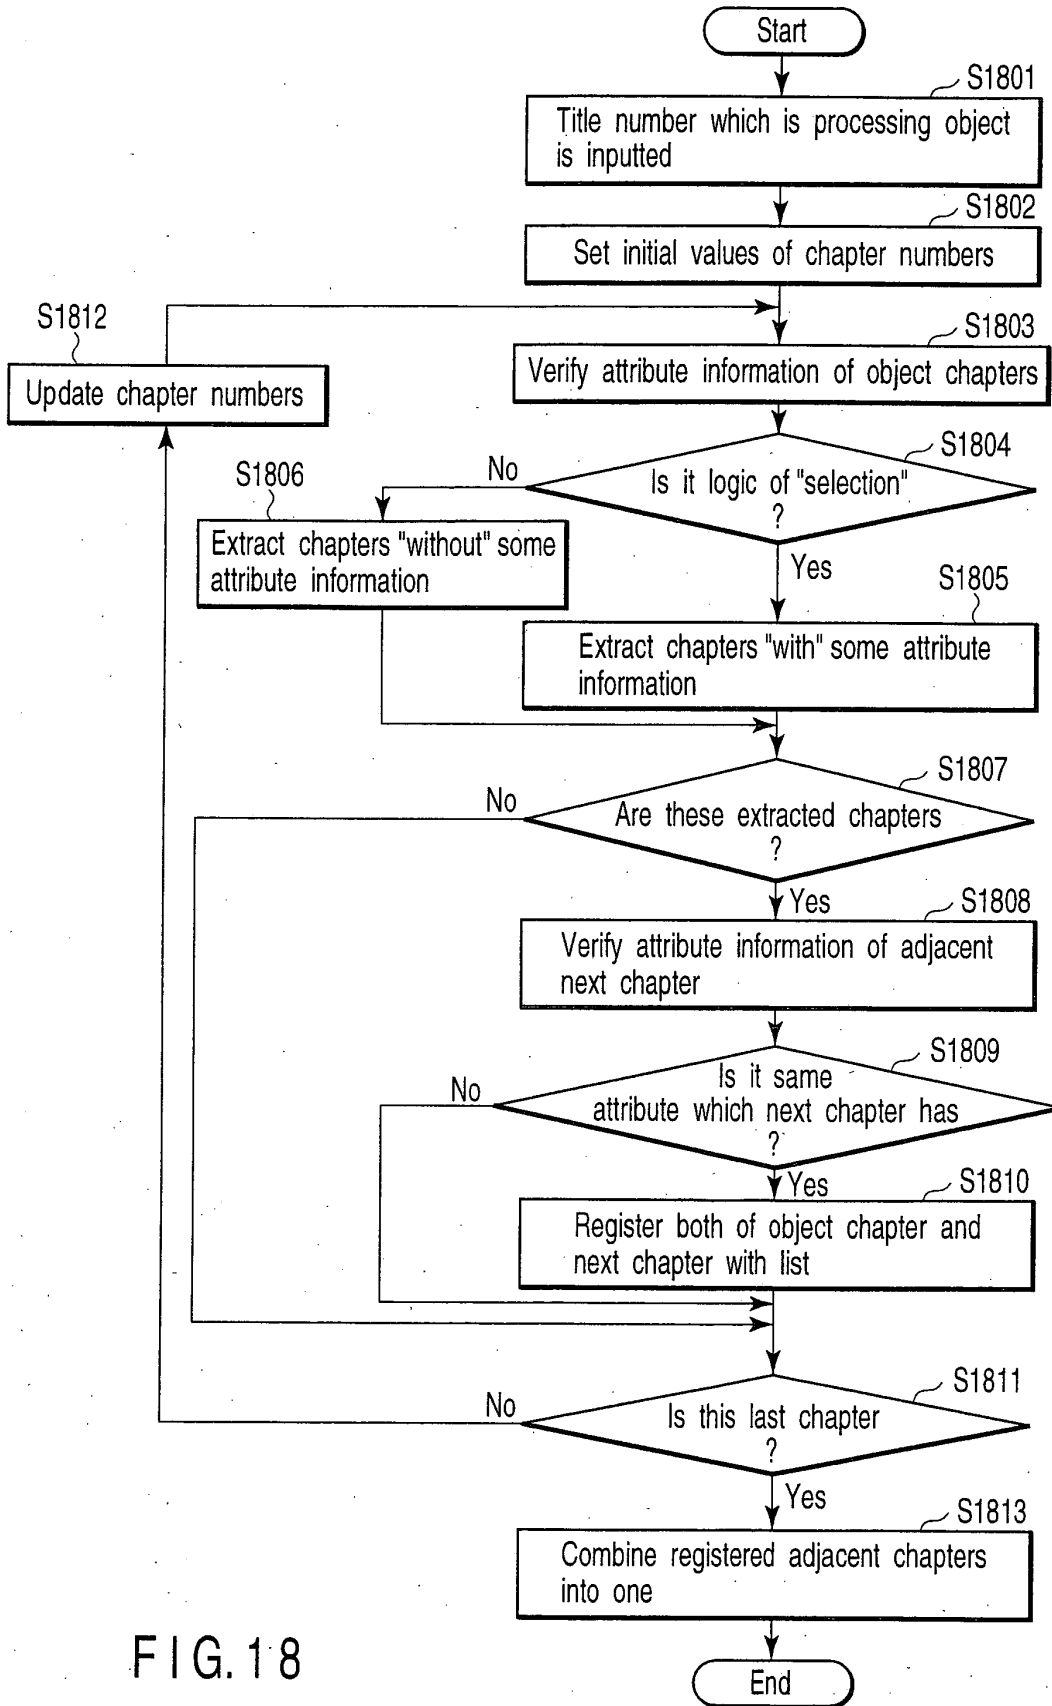 Start
S1801
Title number which is processing object
is inputted
S1802
Set initial values of chapter numbers
S1812
Update chapter numbers
S1803
Verify attribute information of object chapters
S1804
Is it logic of "selection"
?
No
Yes
S1806
Extract chapters "without" some
attribute information
S1805
Extract chapters "with" some attribute
information
S1807
Are these extracted chapters
?
No
Yes
S1808
Verify attribute information of adjacent
next chapter
S1809
Is it same
attribute which next chapter has
?
No
Yes
S1810
Register both of object chapter and
next chapter with list
S1811
Is this last chapter
?
No
Yes
S1813
Combine registered adjacent chapters
into one
End
FIG. 18